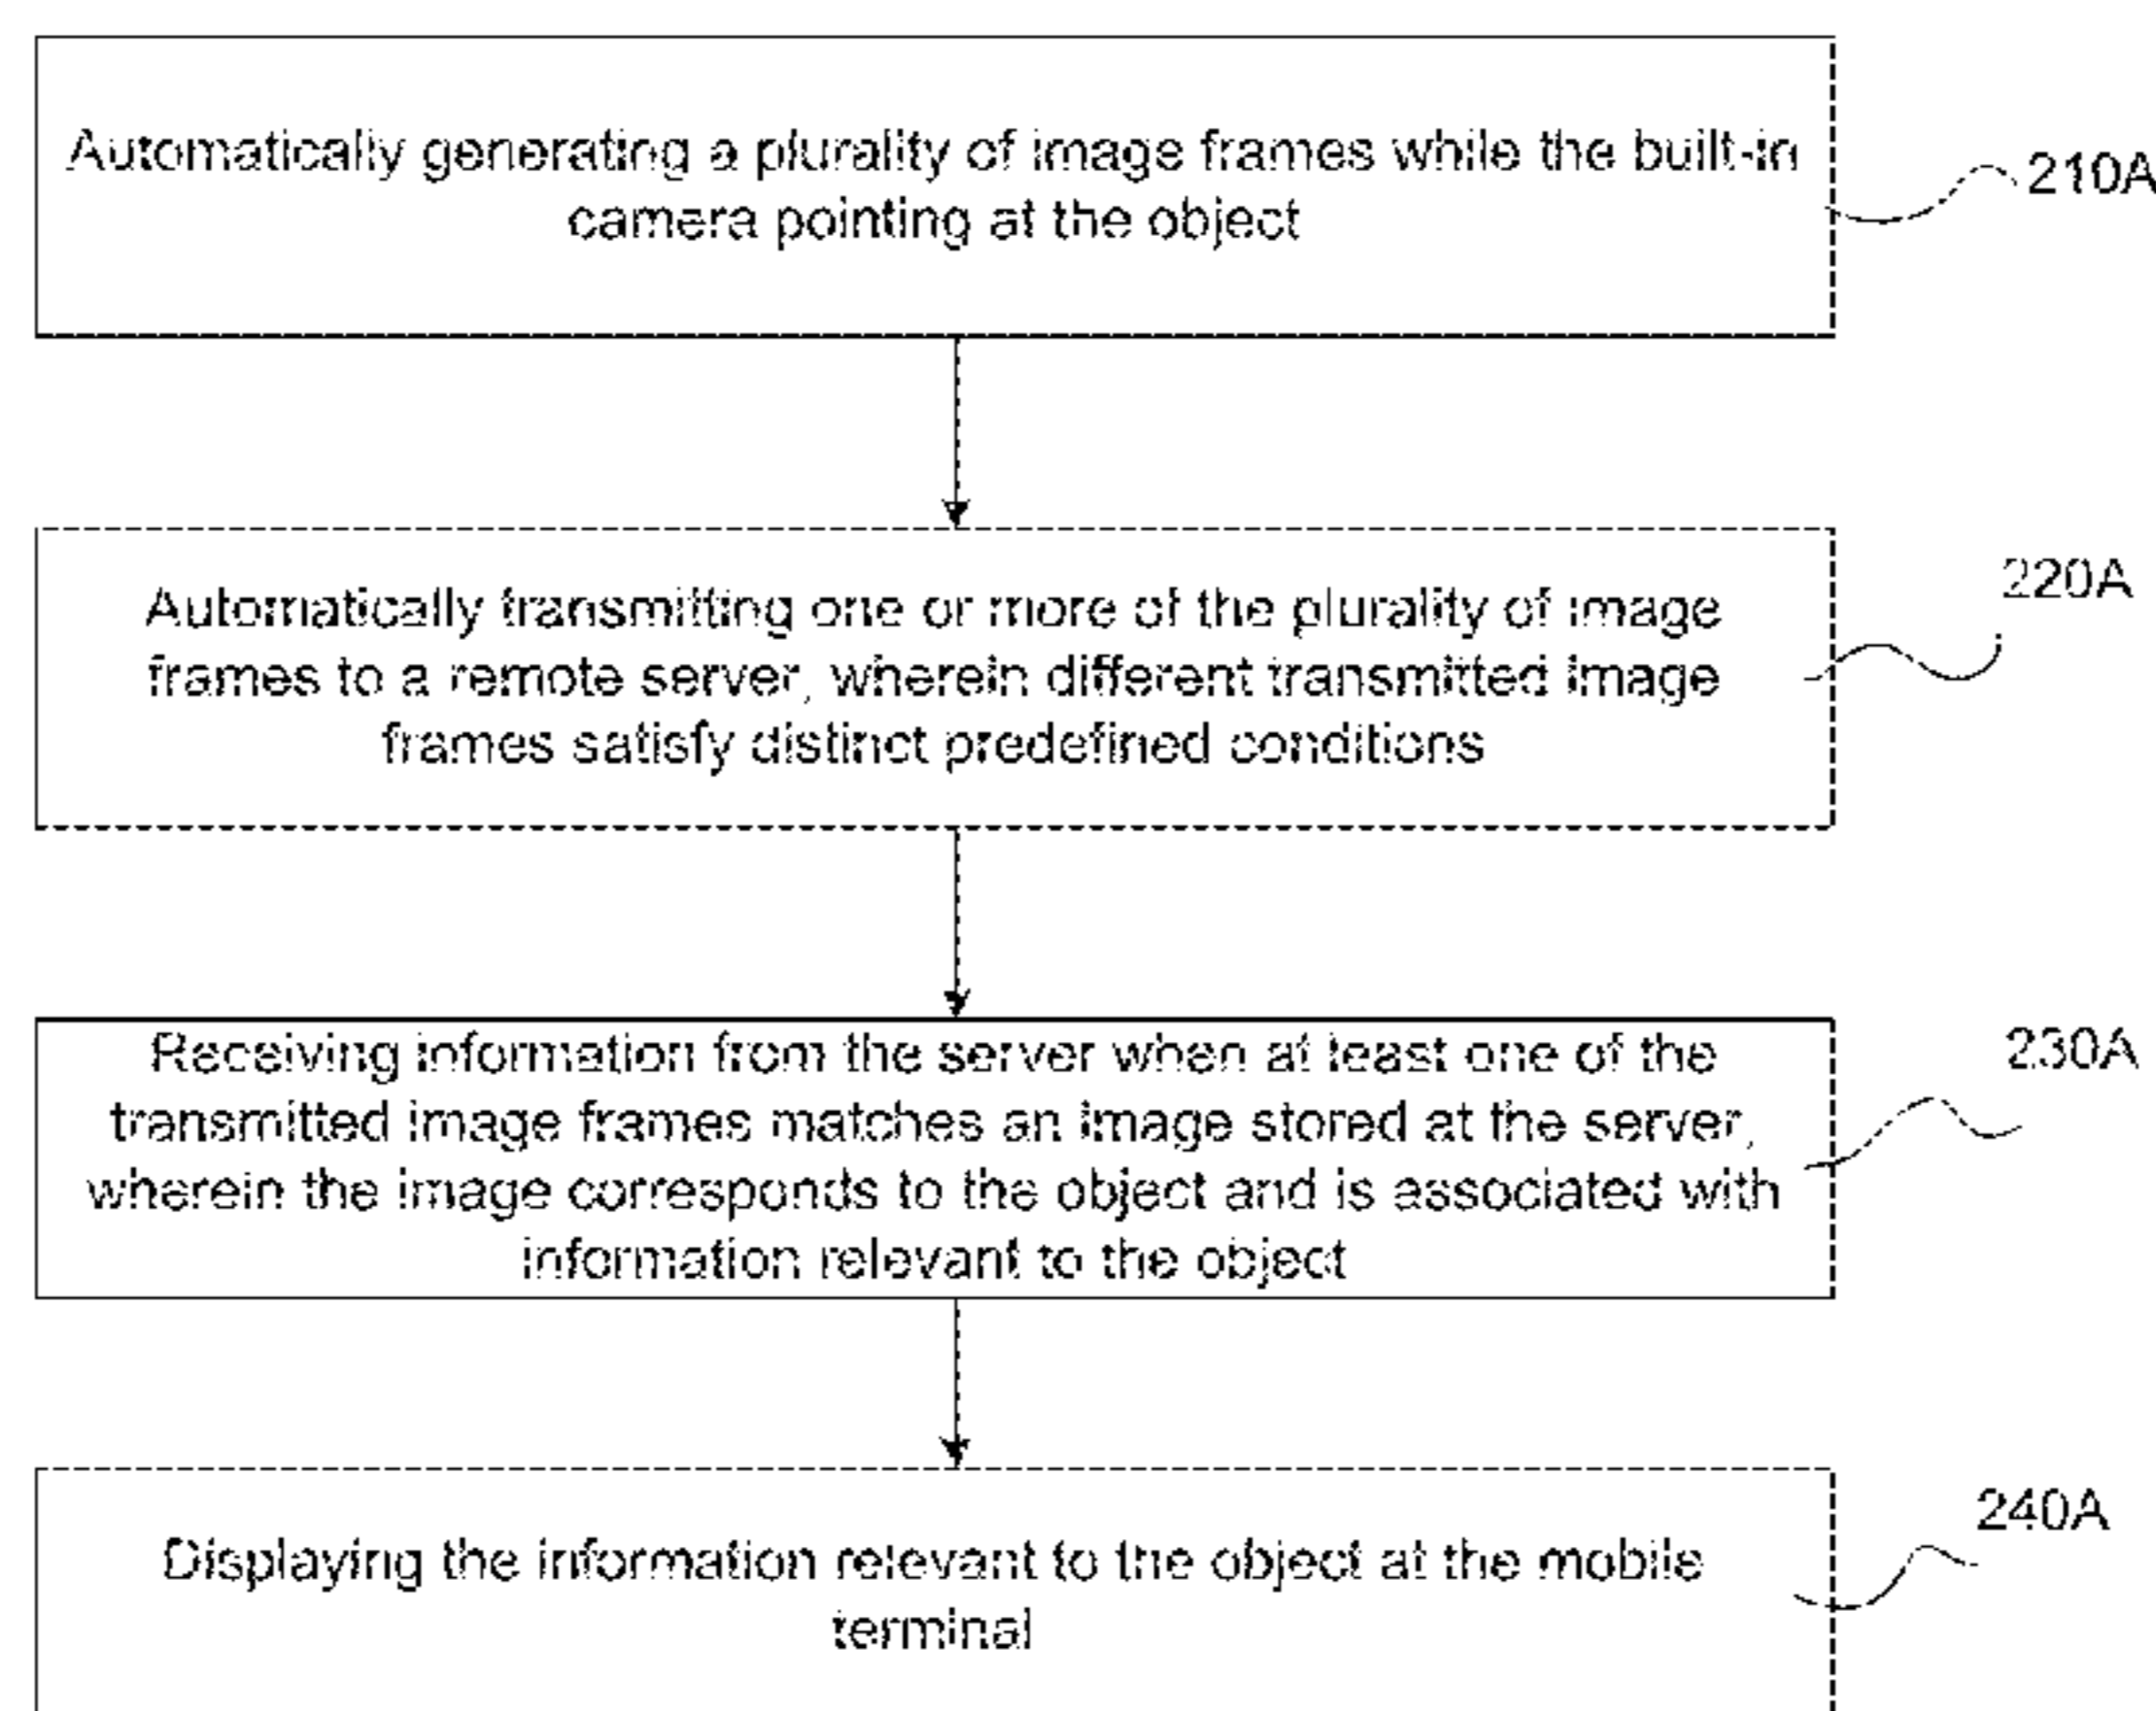 Automatically generating a plurality of image frames while the built-in
camera pointing at the object
210A
Automatically transmitting one or more of the plurality of image
frames to a remote server, wherein different transmitted image
frames satisfy distinct predefined conditions
220A
Receiving information from the server when at least one of the
transmitted image frames matches an image stored at the server,
wherein the image corresponds to the object and is associated with
information relevant to the object
230A
Displaying the information relevant to the object at the mobile
terminal
240A